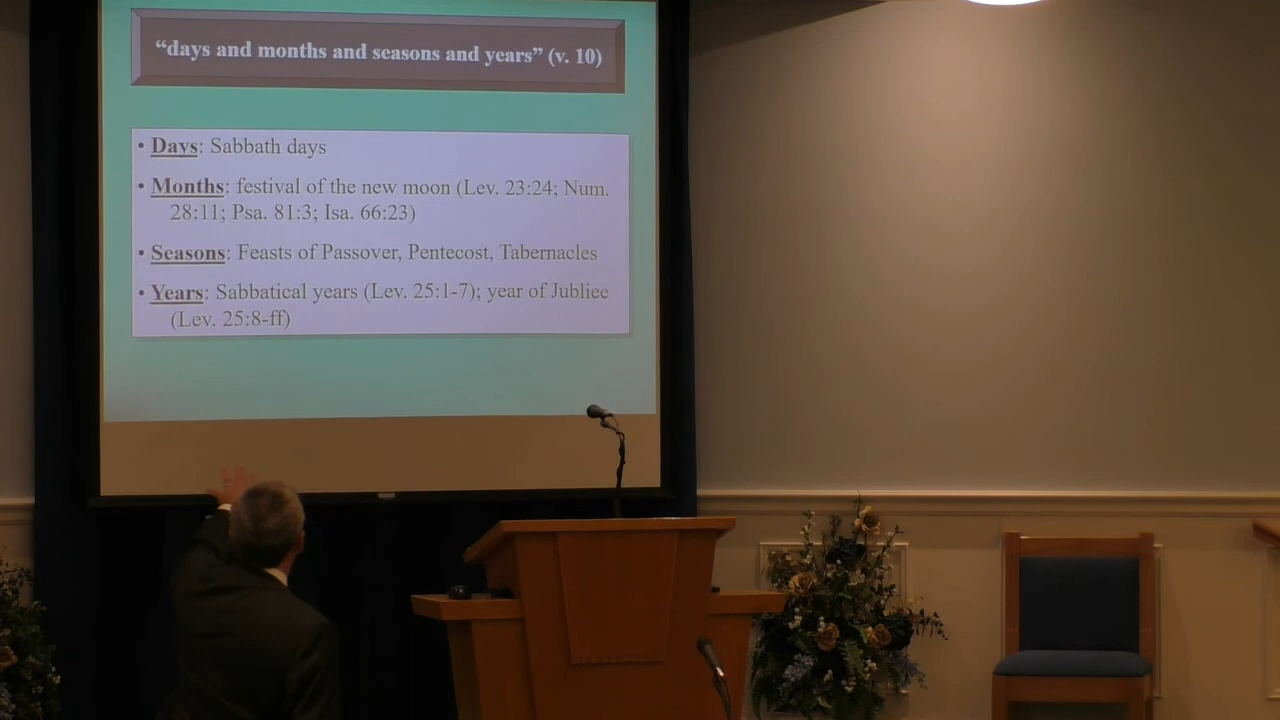 “days and months and seasons and years” (v. 10)
• Days: Sabbath days
• Months: festival of the new moon (Lev. 23:24; Num.
28:11; Psa. 81:3; Isa. 66:23)
• Seasons: Feasts of Passover, Pentecost, Tabernacles
• Years: Sabbatical years (Lev. 25:1-7); year of Jubliee
(Lev. 25:8-ff)